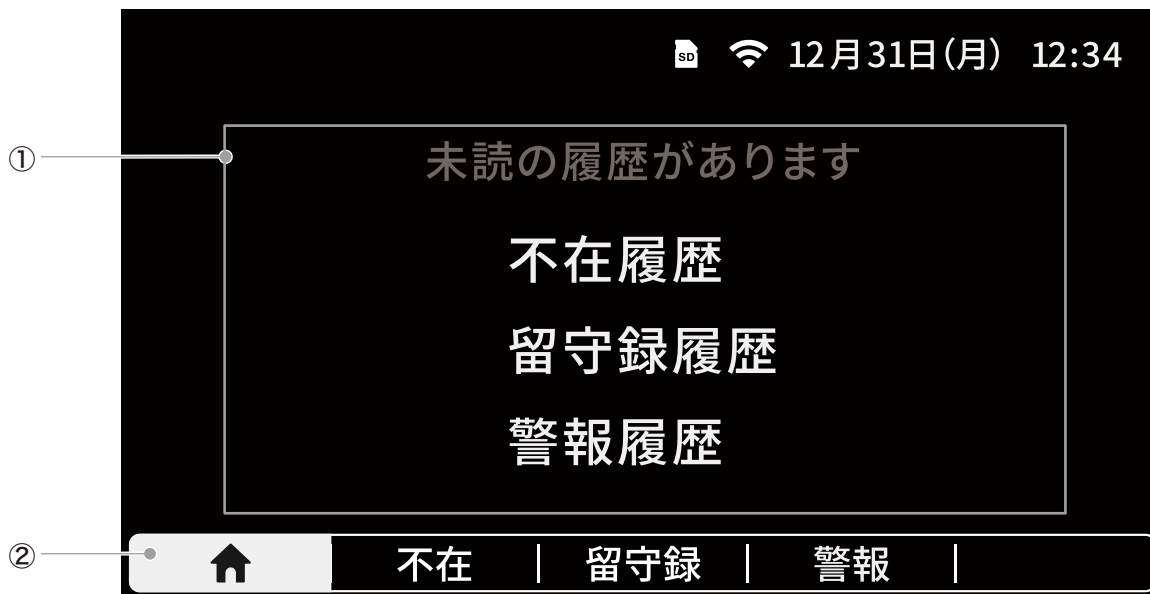 SD 12月31日(月) 12:34
①
未読の履歴があります
不在履歴
留守録履歴
警報履歴
②
不在 | 留守録 | 警報 |